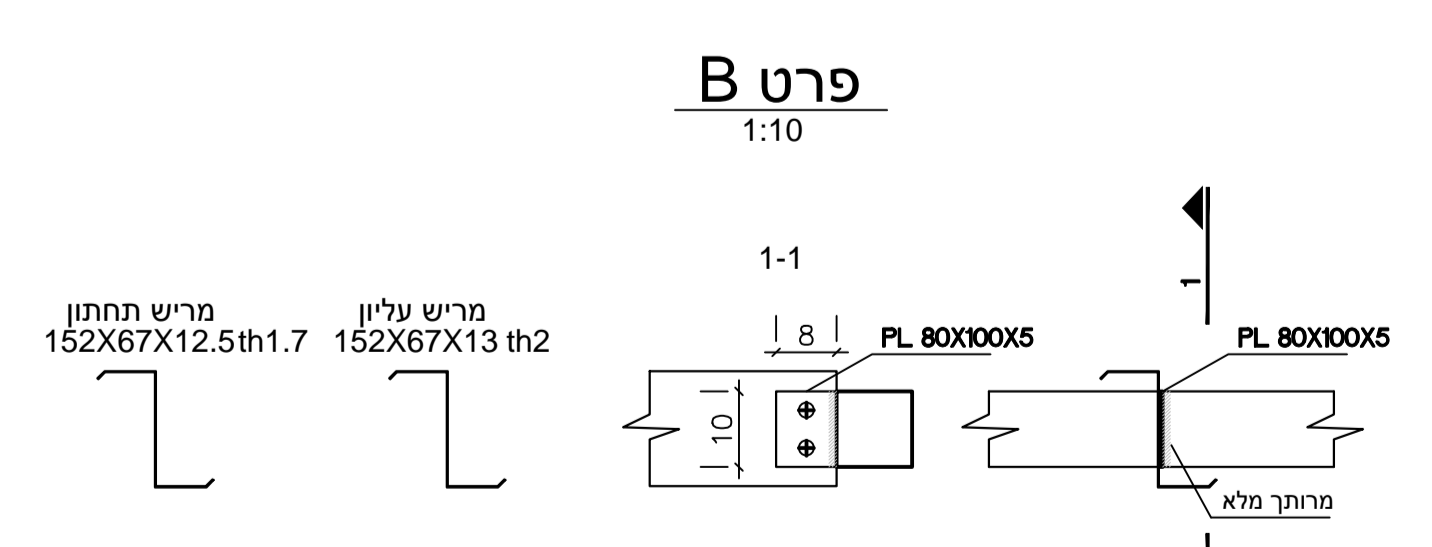 פרט B
1:10
1-1
1
מריש תחתון
152X67X12.5th1.7
מריש עליון
152X67X13 th2
8
PL 80X100X5
10
PL 80X100X5
מרותך מלא